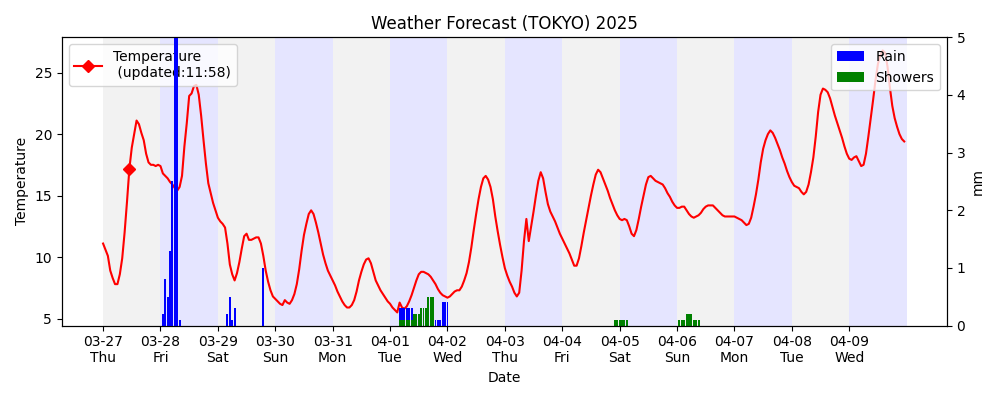 Weather Forecast (TOKYO) 2025
Temperature
(updated:11:58)
Rain
Showers
Temperature
25
20
15
10
5
5
4
3
2
1
0
mm
03-27 03-28 03-29 03-30 03-31 04-01 04-02 04-03 04-04 04-05 04-06 04-07 04-08 04-09
Thu Fri Sat Sun Mon Tue Wed Thu Fri Sat Sun Mon Tue Wed
Date